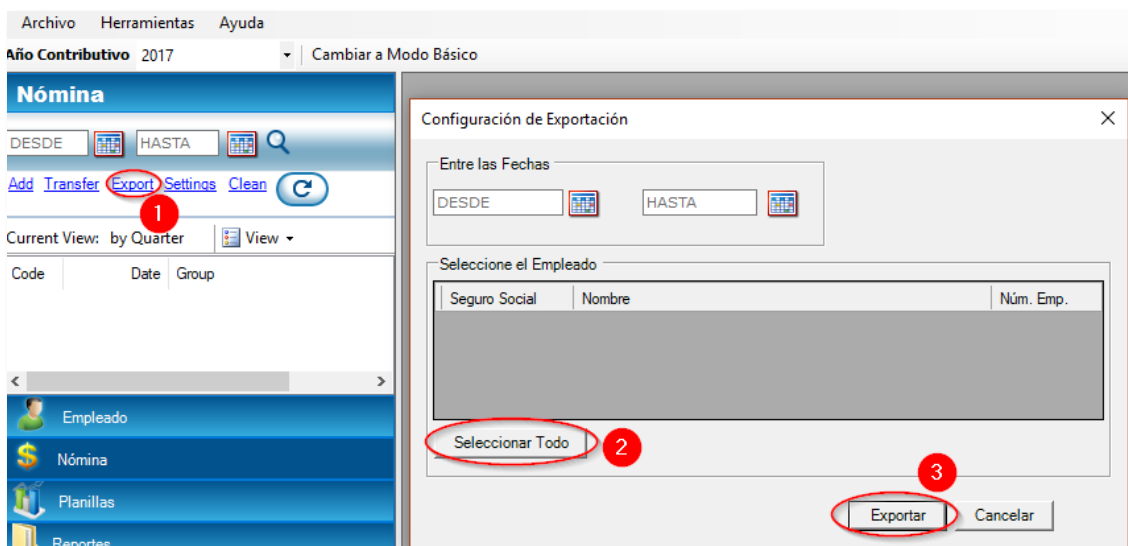 Archivo Herramientas Ayuda
Año Contributivo 2017 Cambiar a Modo Básico
Nómina
DESDE HASTA
Add Transfer Export Settings Clean
1
Current View: by Quarter View
Code Date Group
Empleado
Nómina
Planillas
Reportes
Configuración de Exportación
Entre las Fechas
DESDE HASTA
Seleccione el Empleado
Seguro Social Nombre Núm. Emp.
Seleccionar Todo 2
3
Exportar Cancelar